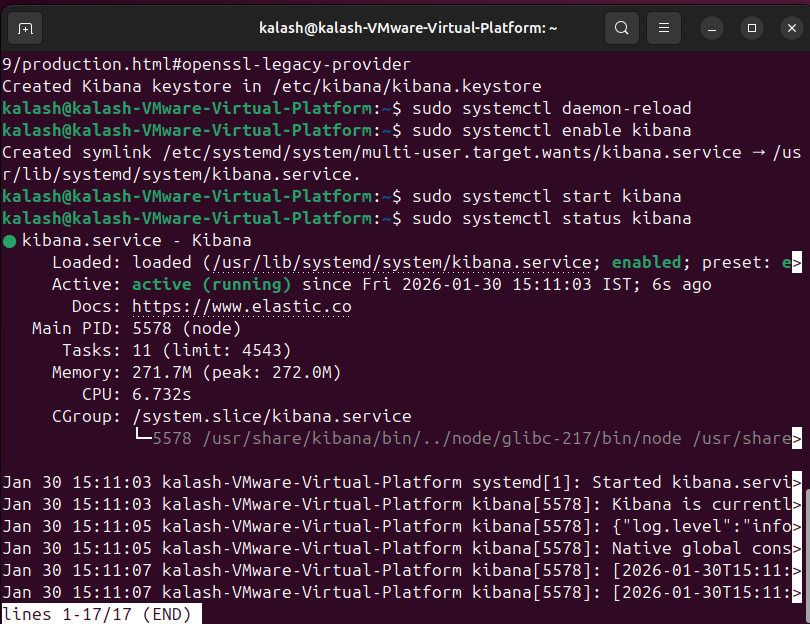 kalash@kalash-VMware-Virtual-Platform: ~
9/production.html#openssl-legacy-provider
Created Kibana keystore in /etc/kibana/kibana.keystore
kalash@kalash-VMware-Virtual-Platform:~$ sudo systemctl daemon-reload
kalash@kalash-VMware-Virtual-Platform:~$ sudo systemctl enable kibana
Created symlink /etc/systemd/system/multi-user.target.wants/kibana.service → /us
r/lib/systemd/system/kibana.service.
kalash@kalash-VMware-Virtual-Platform:~$ sudo systemctl start kibana
kalash@kalash-VMware-Virtual-Platform:~$ sudo systemctl status kibana
● kibana.service - Kibana
Loaded: loaded (/usr/lib/systemd/system/kibana.service; enabled; preset: e>
Active: active (running) since Fri 2026-01-30 15:11:03 IST; 6s ago
Docs: https://www.elastic.co
Main PID: 5578 (node)
Tasks: 11 (limit: 4543)
Memory: 271.7M (peak: 272.0M)
CPU: 6.732s
CGroup: /system.slice/kibana.service
└─5578 /usr/share/kibana/bin/../node/glibc-217/bin/node /usr/share>
Jan 30 15:11:03 kalash-VMware-Virtual-Platform systemd[1]: Started kibana.servi>
Jan 30 15:11:03 kalash-VMware-Virtual-Platform kibana[5578]: Kibana is currentl>
Jan 30 15:11:05 kalash-VMware-Virtual-Platform kibana[5578]: {"log.level":"info>
Jan 30 15:11:05 kalash-VMware-Virtual-Platform kibana[5578]: Native global cons>
Jan 30 15:11:07 kalash-VMware-Virtual-Platform kibana[5578]: [2026-01-30T15:11:>
Jan 30 15:11:07 kalash-VMware-Virtual-Platform kibana[5578]: [2026-01-30T15:11:>
lines 1-17/17 (END)